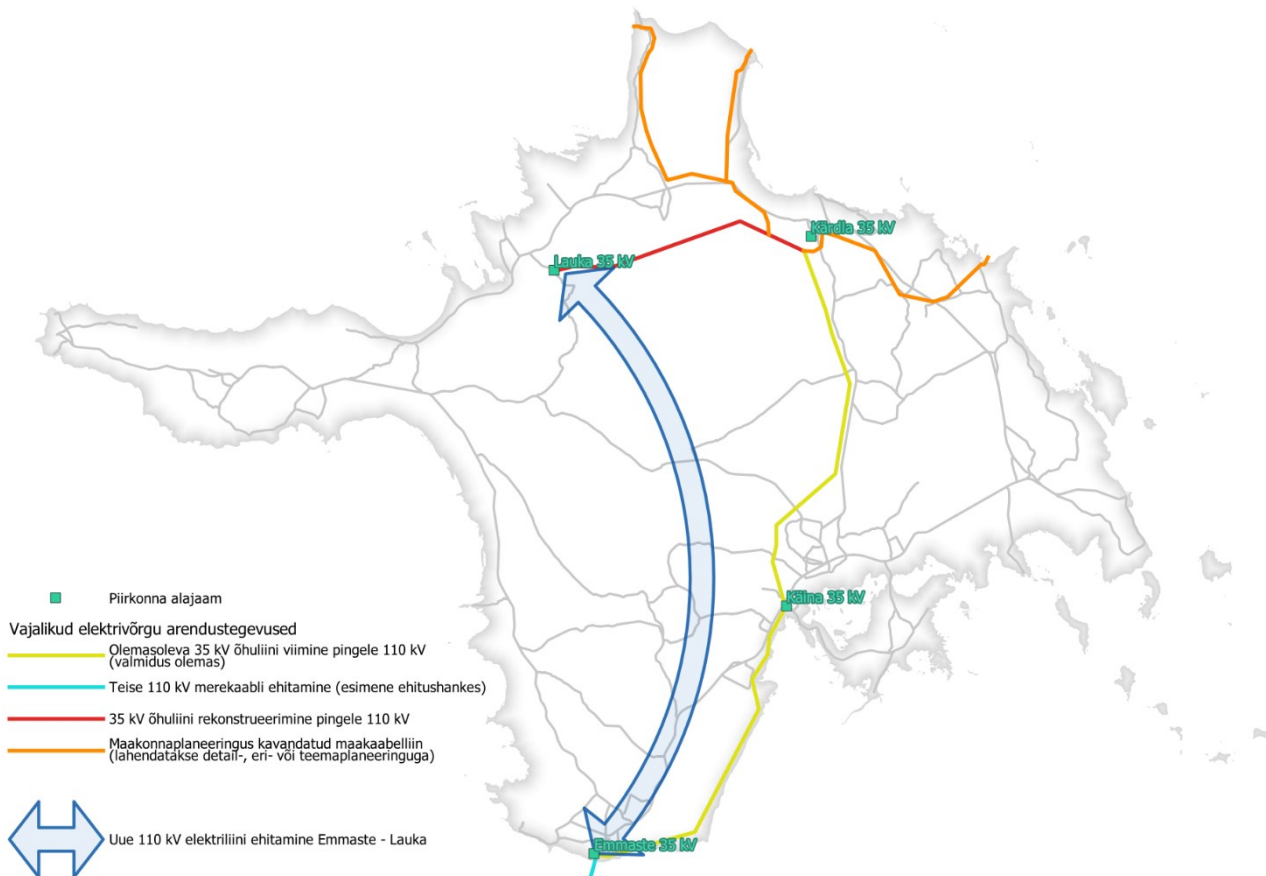 Kärdla 35 kV
Lauka 35 kV
Käina 35 kV
Piirkonna alajaam
Vajalikud elektrivõrgu arendustegevused
Olemasoleva 35 kV õhuliini viimine pingele 110 kV
(valmidus olemas)
Teise 110 kV merekaabli ehitamine (esimene ehitushankes)
35 kV õhuliini rekonstrueerimine pingele 110 kV
Maakonnaplaneeringus kavandatud maakaabelliin
(lahendatakse detail-, eri- või teemaplaneeringuga)
Uue 110 kV elektriliini ehitamine Emmaste - Lauka
Emmaste 35 kV